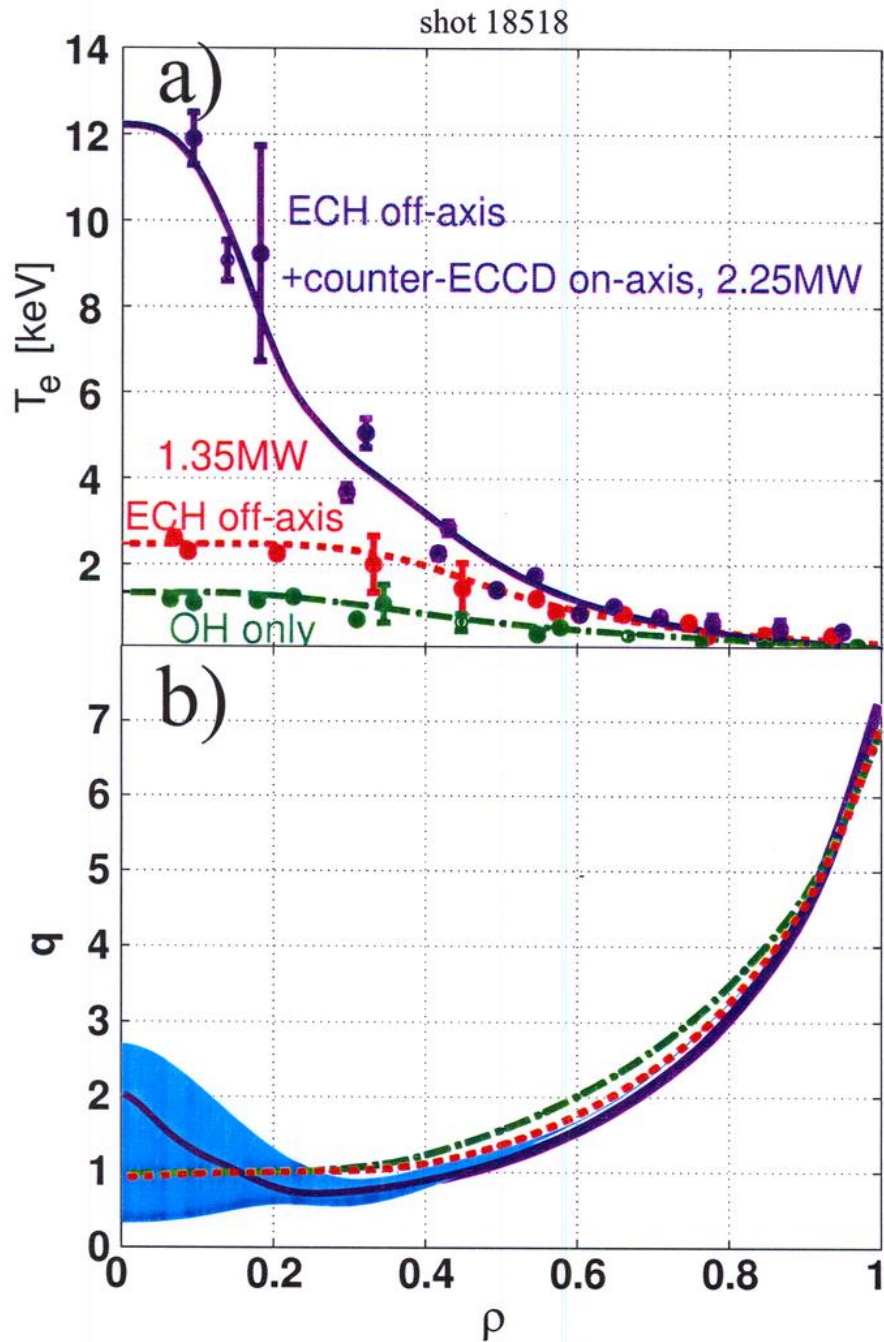 shot 18518
a)
14
12
10
8
6
4
2
T_e [keV]
ECH off-axis
+counter-ECCD on-axis, 2.25MW
1.35MW
ECH off-axis
OH only
b)
7
6
5
4
3
2
1
0
q
0 0.2 0.4 0.6 0.8 1
ρ